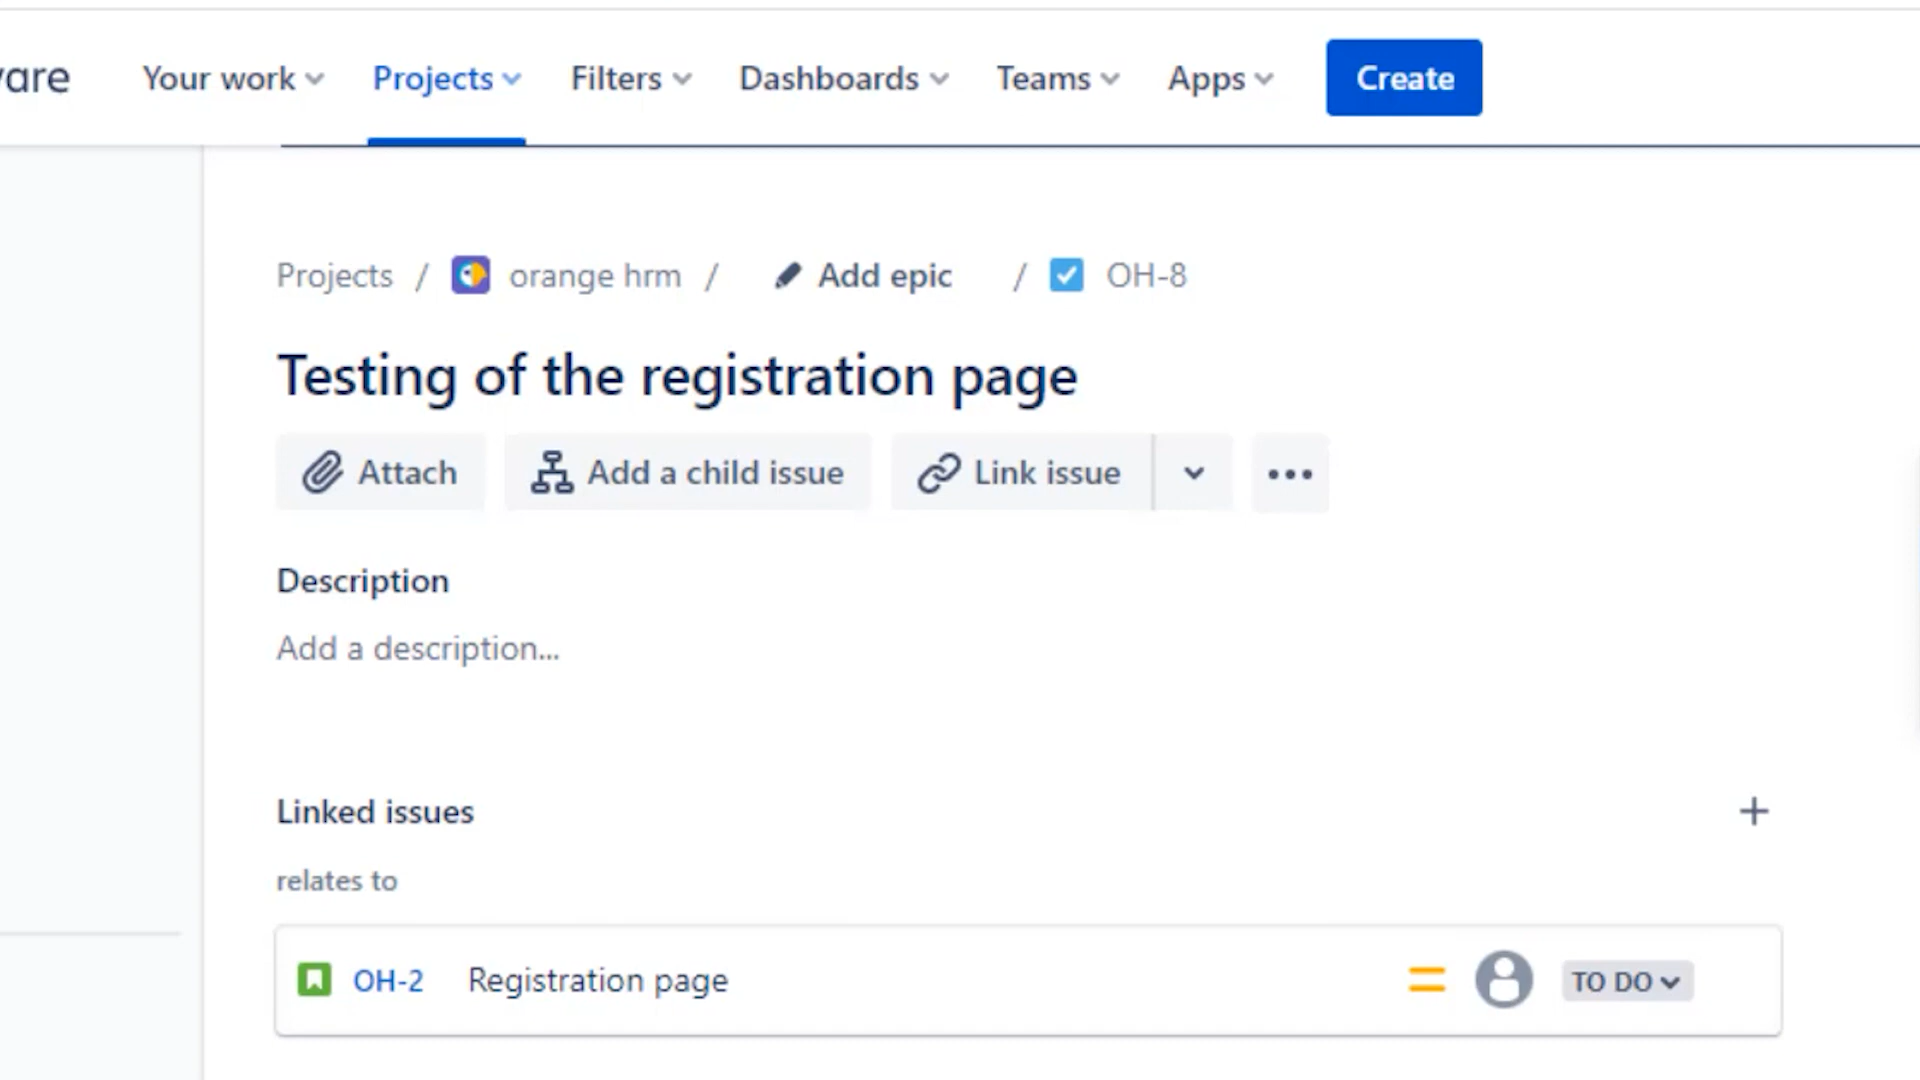 Your work Projects Filters Dashboards Teams Apps Create
Projects / orange hrm / Add epic / OH-8
Testing of the registration page
Attach Add a child issue Link issue
Description
Add a description...
Linked issues
relates to
OH-2 Registration page TO DO